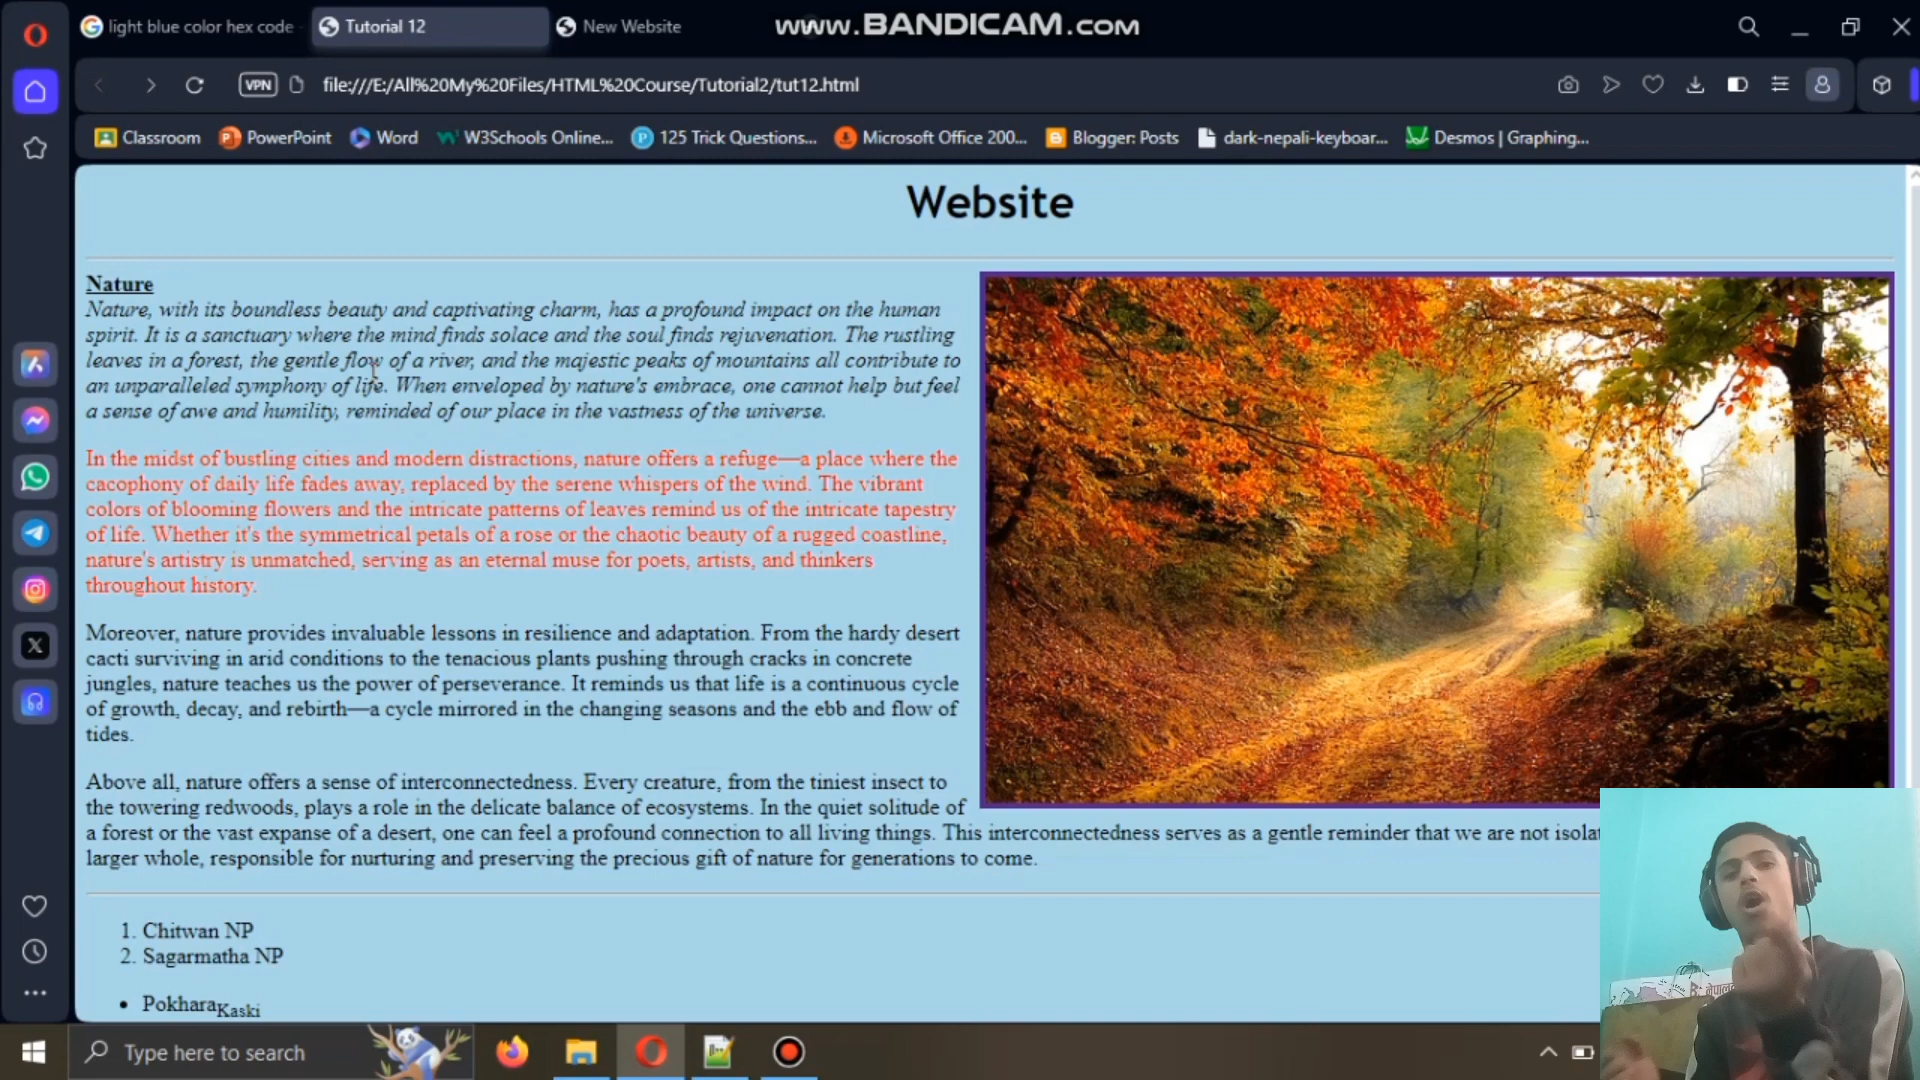 light blue color hex code
Tutorial 12
New Website
www.BANDICAM.com
VPN
file:///E:/All%20My%20Files/HTML%20Course/Tutorial2/tut12.html
Classroom
PowerPoint
Word
W3Schools Online...
125 Trick Questions...
Microsoft Office 200...
Blogger: Posts
dark-nepali-keyboar...
Desmos | Graphing...
Website
Nature
Nature, with its boundless beauty and captivating charm, has a profound impact on the human
spirit. It is a sanctuary where the mind finds solace and the soul finds rejuvenation. The rustling
leaves in a forest, the gentle flow of a river, and the majestic peaks of mountains all contribute to
an unparalleled symphony of life. When enveloped by nature's embrace, one cannot help but feel
a sense of awe and humility, reminded of our place in the vastness of the universe.
In the midst of bustling cities and modern distractions, nature offers a refuge—a place where the
cacophony of daily life fades away, replaced by the serene whispers of the wind. The vibrant
colors of blooming flowers and the intricate patterns of leaves remind us of the intricate tapestry
of life. Whether it's the symmetrical petals of a rose or the chaotic beauty of a rugged coastline,
nature's artistry is unmatched, serving as an eternal muse for poets, artists, and thinkers
throughout history.
Moreover, nature provides invaluable lessons in resilience and adaptation. From the hardy desert
cacti surviving in arid conditions to the tenacious plants pushing through cracks in concrete
jungles, nature teaches us the power of perseverance. It reminds us that life is a continuous cycle
of growth, decay, and rebirth—a cycle mirrored in the changing seasons and the ebb and flow of
tides.
Above all, nature offers a sense of interconnectedness. Every creature, from the tiniest insect to
the towering redwoods, plays a role in the delicate balance of ecosystems. In the quiet solitude of
a forest or the vast expanse of a desert, one can feel a profound connection to all living things. This interconnectedness serves as a gentle reminder that we are not isola
larger whole, responsible for nurturing and preserving the precious gift of nature for generations to come.
1. Chitwan NP
2. Sagarmatha NP
• PokharaKaski
Type here to search